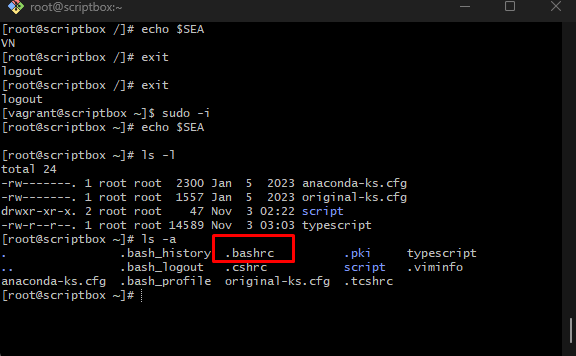 root@scriptbox:~
[root@scriptbox /]# echo $SEA
VN
[root@scriptbox /]# exit
logout
[root@scriptbox /]# exit
logout
[vagrant@scriptbox ~]$ sudo -i
[root@scriptbox ~]# echo $SEA

[root@scriptbox ~]# ls -l
total 24
-rw-------. 1 root root  2300 Jan  5  2023 anaconda-ks.cfg
-rw-------. 1 root root  1557 Jan  5  2023 original-ks.cfg
drwxr-xr-x. 2 root root    47 Nov  3 02:22 script
-rw-r--r--. 1 root root 14589 Nov  3 03:03 typescript
[root@scriptbox ~]# ls -a
.                .bash_history  .bashrc          .pki     typescript
..               .bash_logout   .cshrc           script   .viminfo
anaconda-ks.cfg  .bash_profile  original-ks.cfg  .tcshrc
[root@scriptbox ~]#